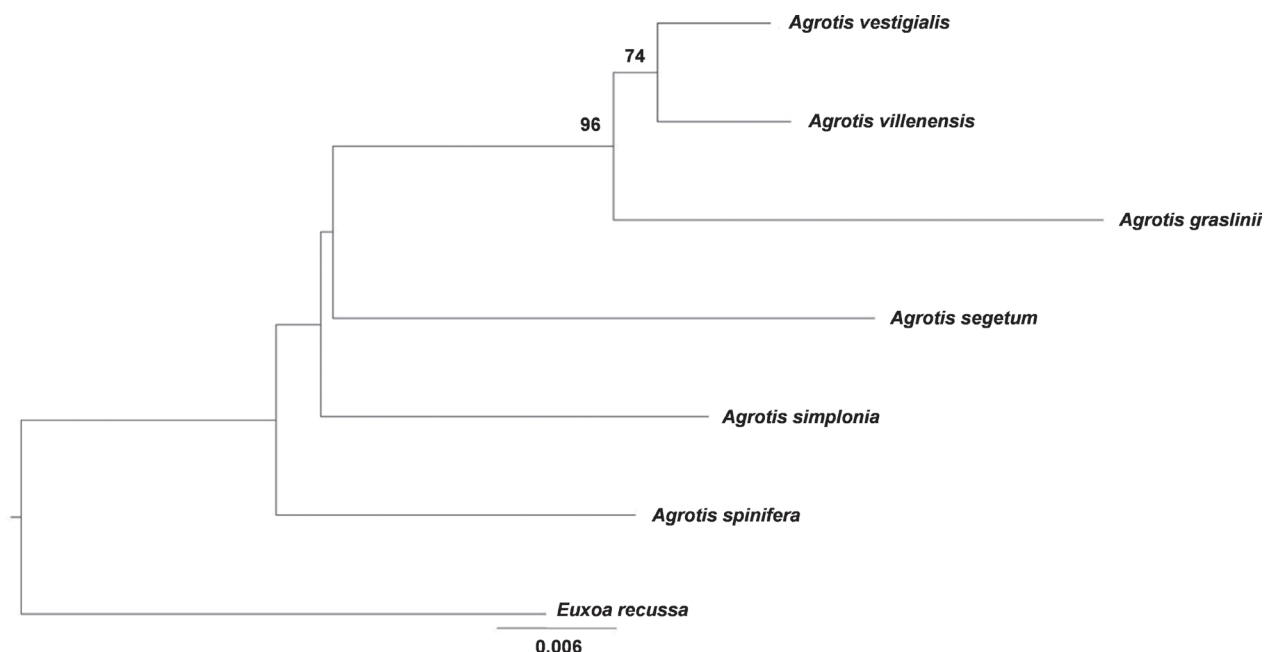 Agrotis vestigialis
74
Agrotis villenensis
96
Agrotis graslinii
Agrotis segetum
Agrotis simplonia
Agrotis spinifera
Euxoa recussa
0.006